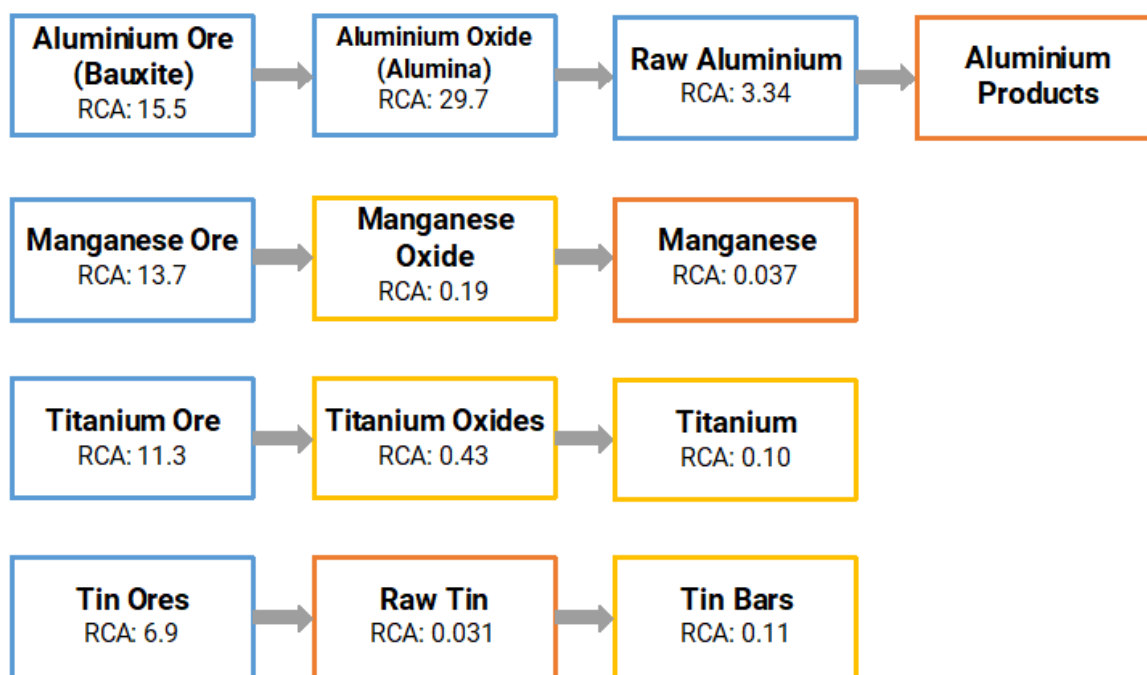 Aluminium Ore
(Bauxite)
RCA: 15.5
Aluminium Oxide
(Alumina)
RCA: 29.7
Raw Aluminium
RCA: 3.34
Aluminium
Products
Manganese Ore
RCA: 13.7
Manganese
Oxide
RCA: 0.19
Manganese
RCA: 0.037
Titanium Ore
RCA: 11.3
Titanium Oxides
RCA: 0.43
Titanium
RCA: 0.10
Tin Ores
RCA: 6.9
Raw Tin
RCA: 0.031
Tin Bars
RCA: 0.11